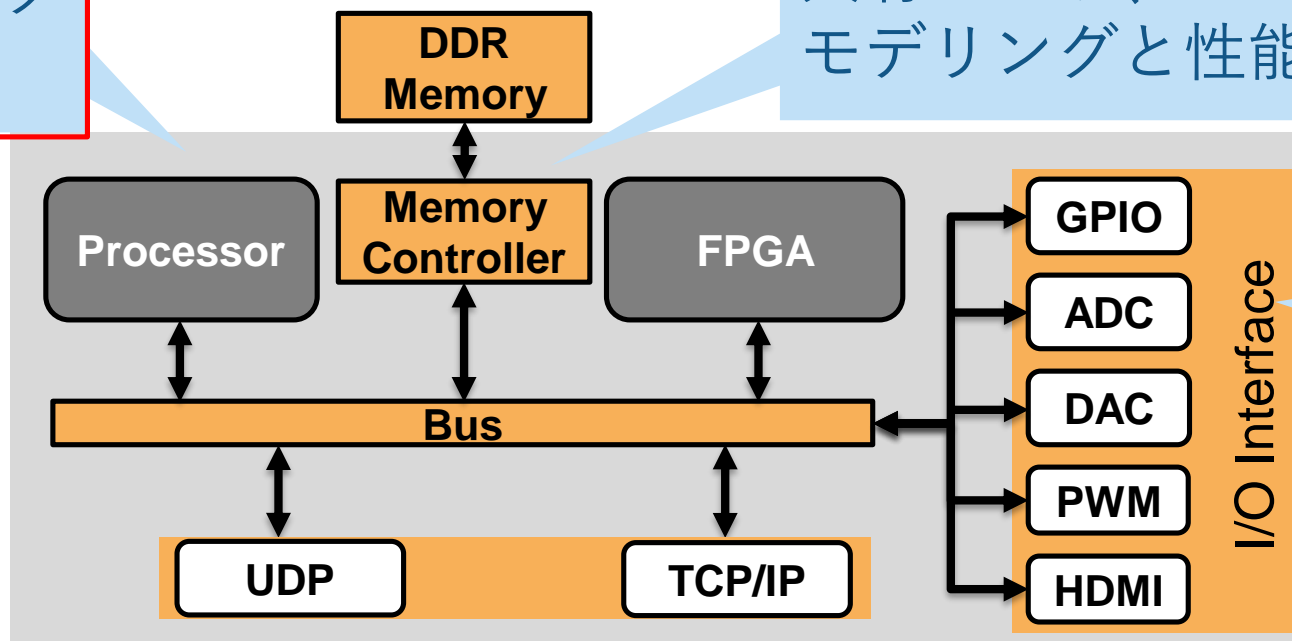 モデリングと性能
DDR
Memory
Processor
Memory
Controller
FPGA
Bus
UDP
TCP/IP
GPIO
ADC
DAC
PWM
HDMI
I/O Interface